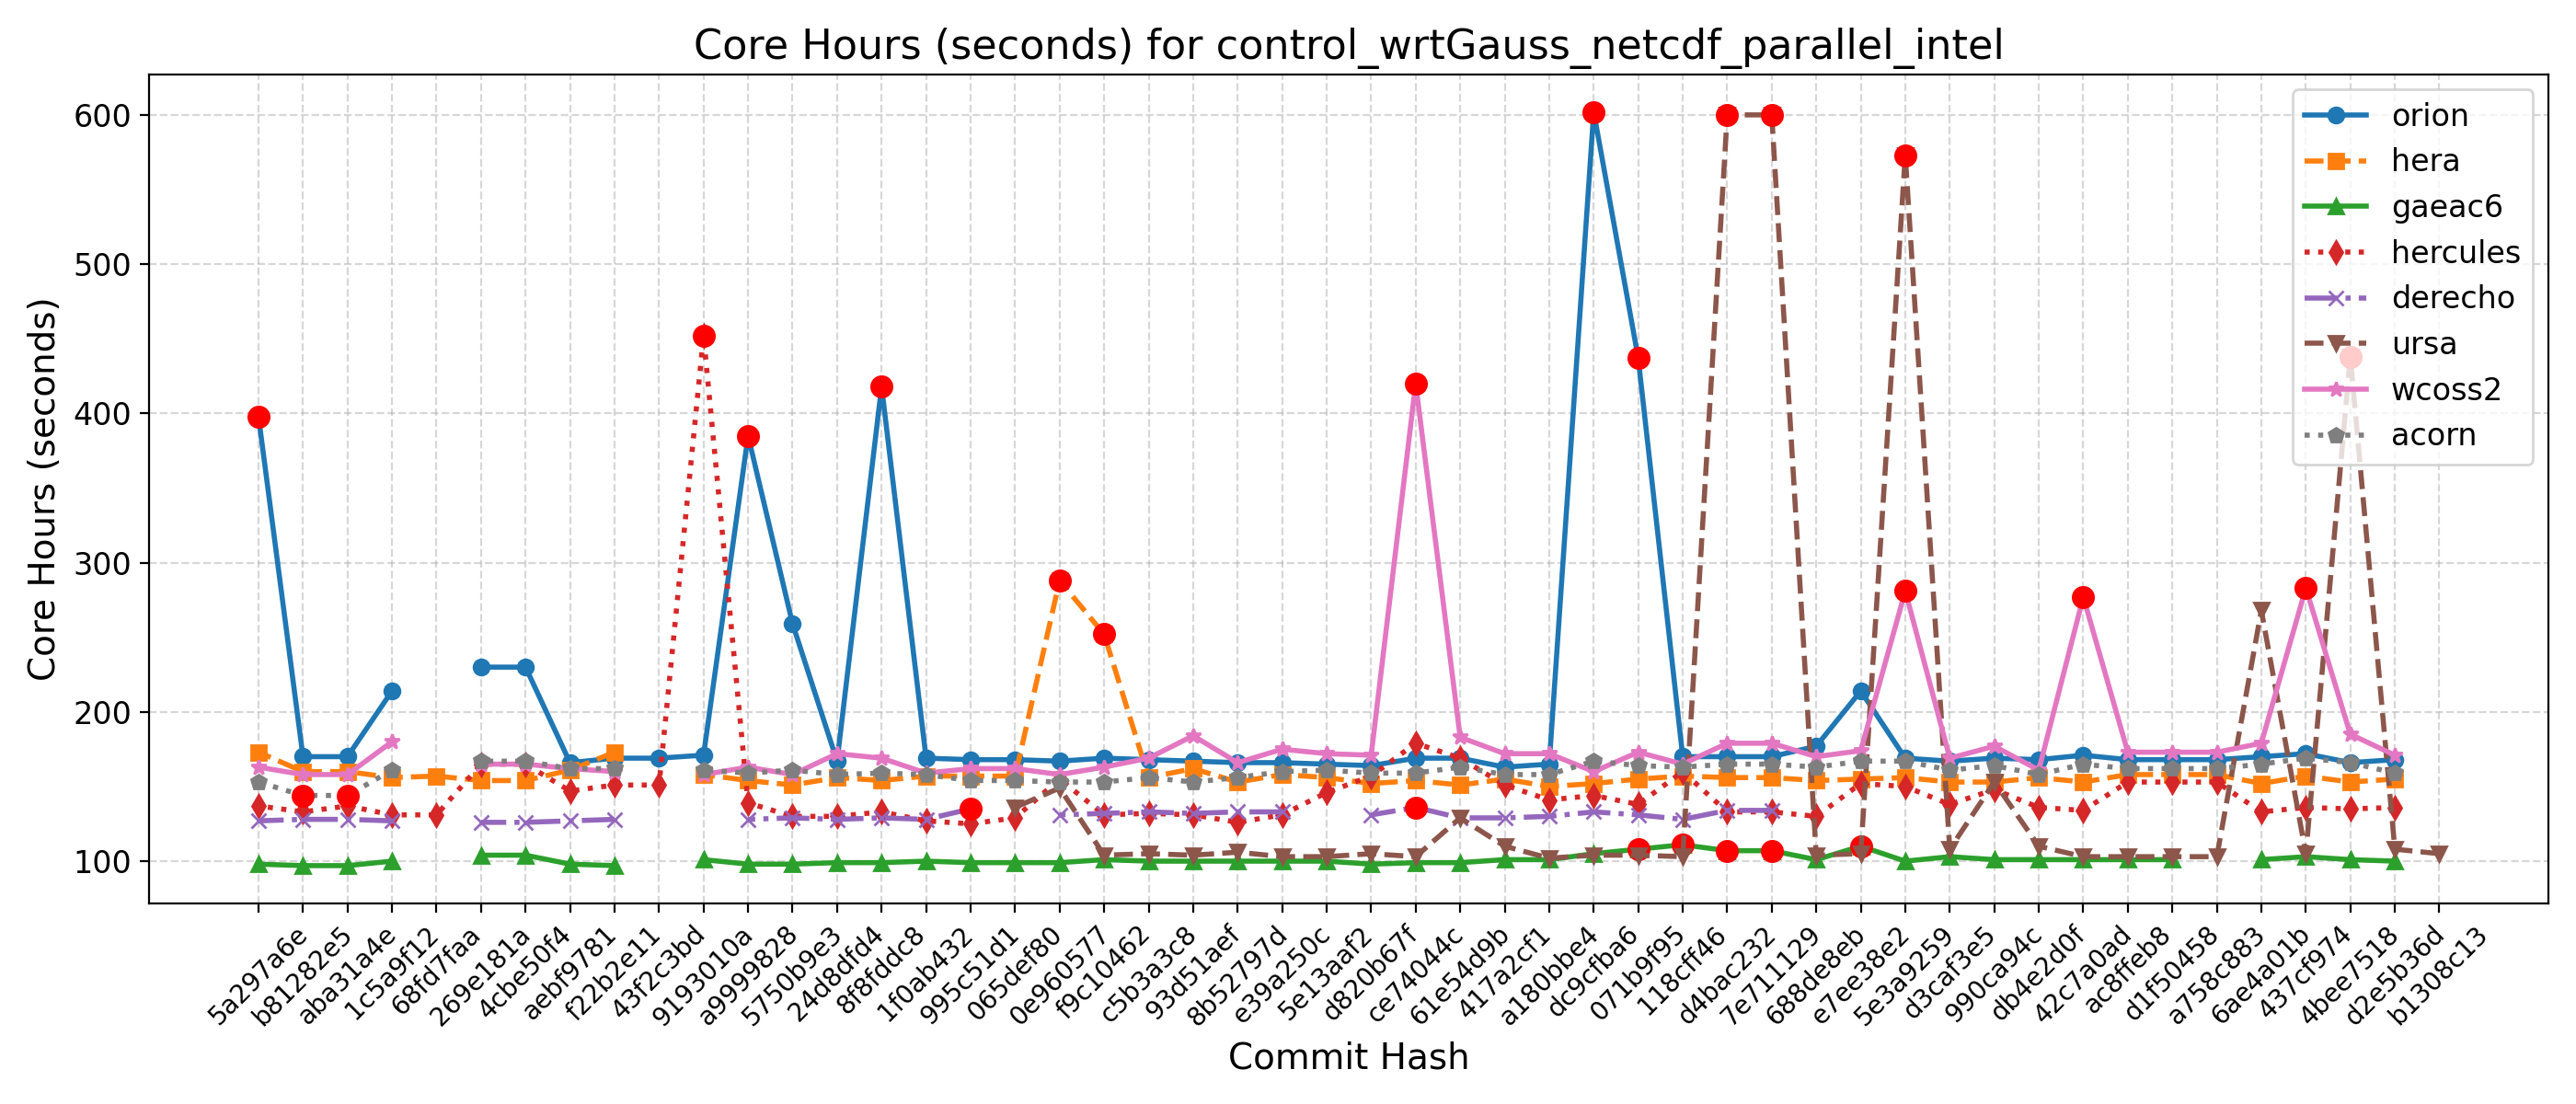 Core Hours (seconds) for control_wrtGauss_netcdf_parallel_intel
Core Hours (seconds)
600
500
400
300
200
100
orion
hera
gaeac6
hercules
derecho
ursa
wcoss2
acorn
5a297a6e
b81282e5
aba31a4e
1c5a9f12
68fd7faa
269e181a
4cbe50f4
aebf9781
f22b2e11
43f2c3bd
9193010a
a9999828
5750b9e3
24d8dfd4
8f8fddc8
1f0ab432
995c51d1
065def80
0e960577
f9c10462
c5b3a3c8
93d51aef
8b52797d
e39a250c
5e13aaf2
d820b67f
ce74044c
61e54d9b
417a2cf1
a180bbe4
dc9cfba6
071b9f95
118cff46
d4bac232
7e711129
688de8eb
e7ee38e2
5e3a9259
d3caf3e5
990ca94c
db4e2d0f
42c7a0ad
ac8ffeb8
d1f50458
a758c883
6ae4a01b
437cf974
4bee7518
d2e5b36d
b1308c13
Commit Hash